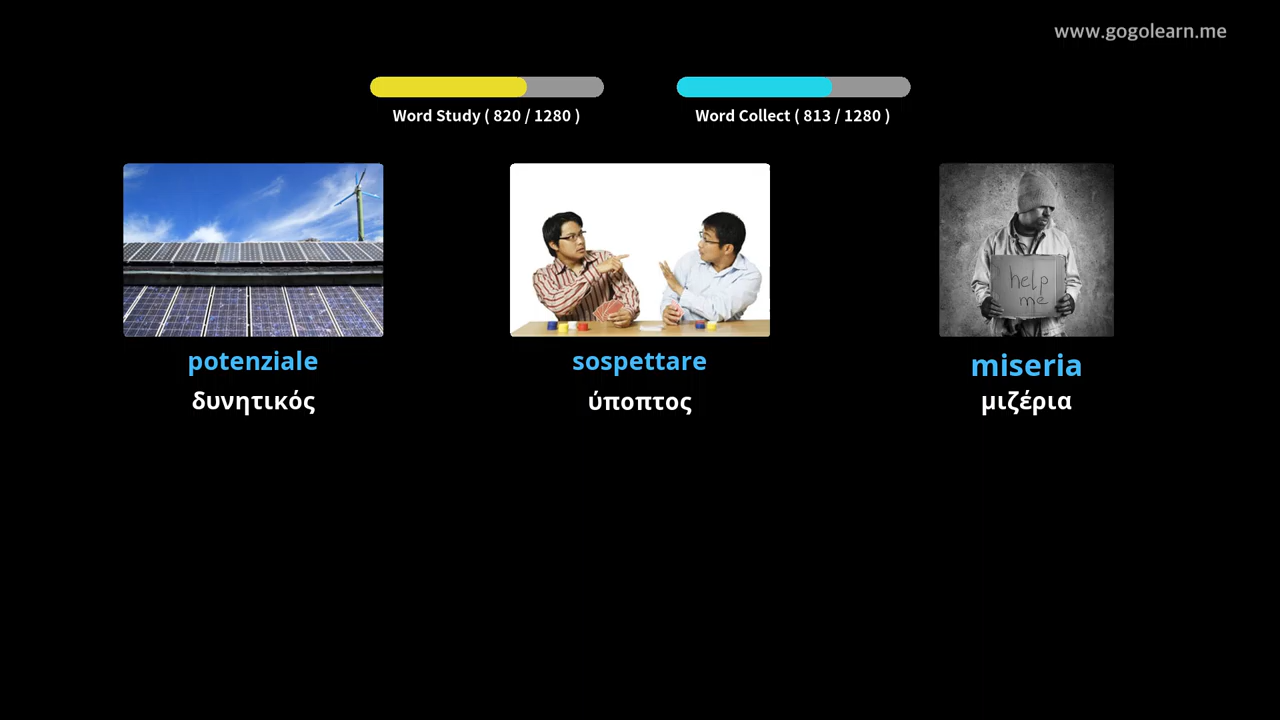 www.gogolearn.me
Word Study ( 820 / 1280 )
Word Collect ( 813 / 1280 )
help
me
potenziale
sospettare
miseria
δυνητικός
ύποπτος
μιζέρια